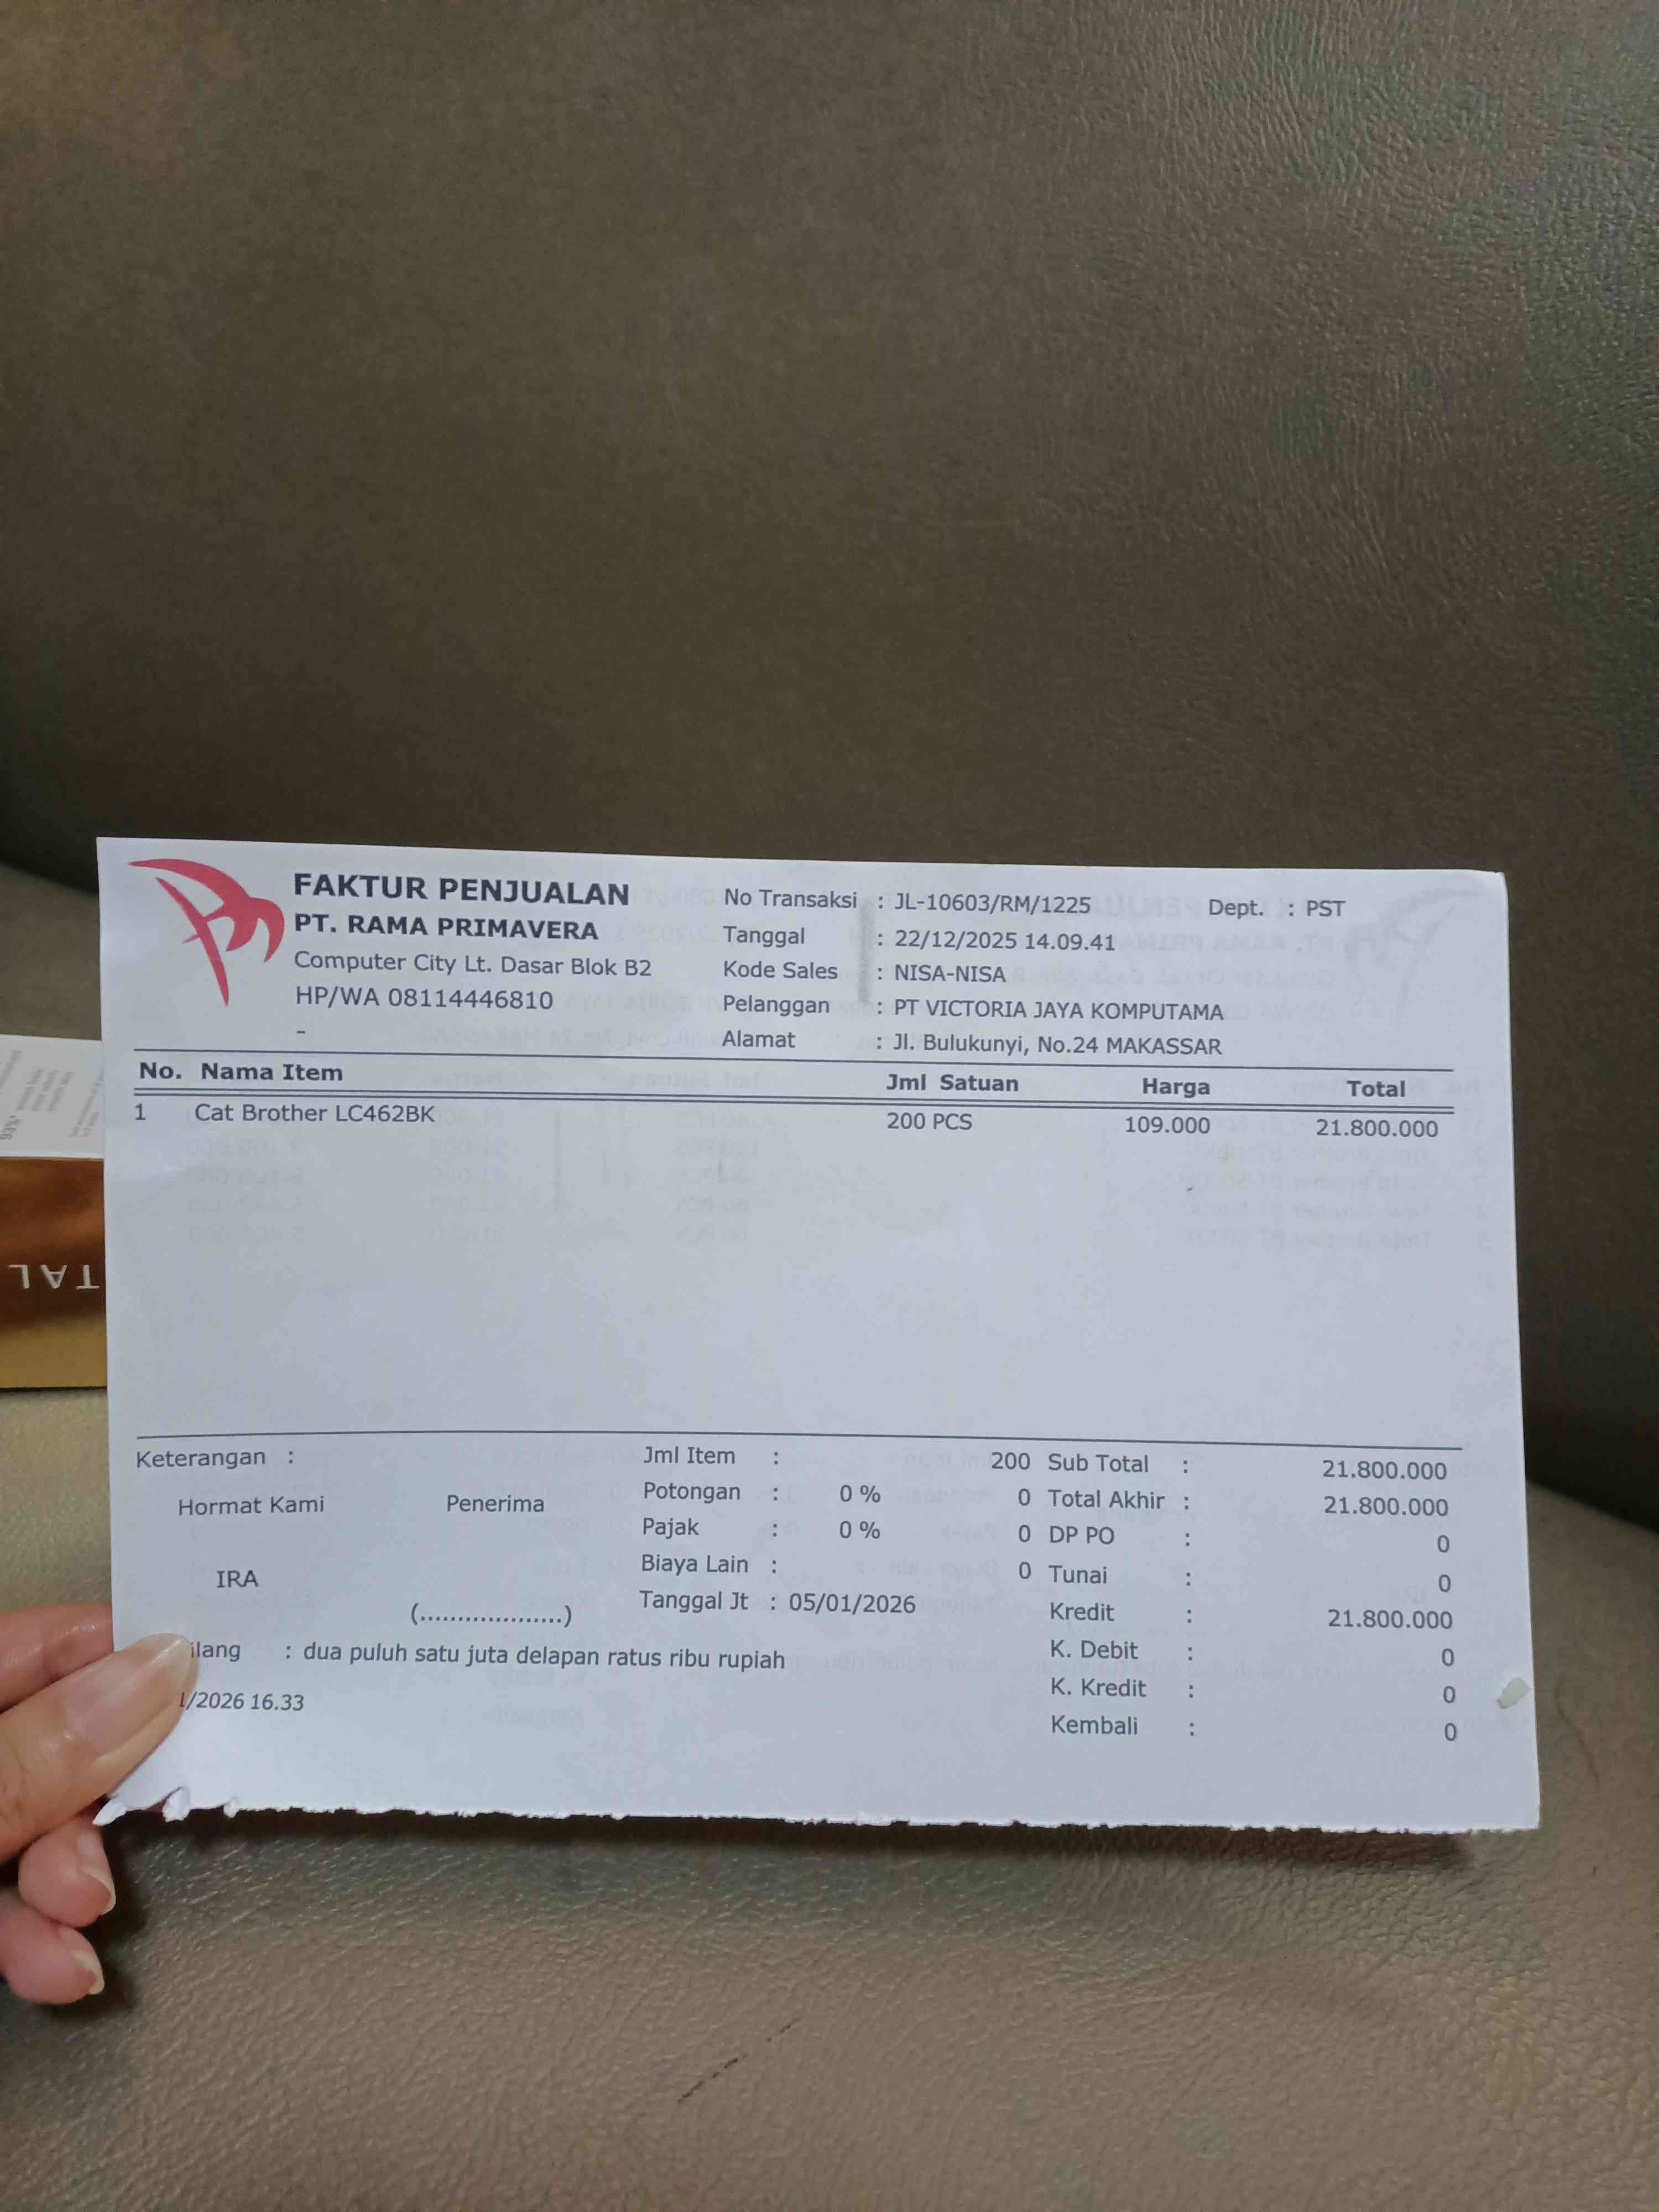 FAKTUR PENJUALAN
PT. RAMA PRIMAVERA
Computer City Lt. Dasar Blok B2
HP/WA 08114446810
-
No Transaksi : JL-10603/RM/1225 Dept. : PST
Tanggal : 22/12/2025 14.09.41
Kode Sales : NISA-NISA
Pelanggan : PT VICTORIA JAYA KOMPUTAMA
Alamat : Jl. Bulukunyi, No.24 MAKASSAR
No. Nama Item Jml Satuan Harga Total
1 Cat Brother LC462BK 200 PCS 109.000 21.800.000
Keterangan :
Hormat Kami Penerima
IRA
(...................)
Jml Item : 200
Potongan : 0 % 0
Pajak : 0 % 0
Biaya Lain : 0
Tanggal Jt : 05/01/2026
Sub Total : 21.800.000
Total Akhir : 21.800.000
DP PO : 0
Tunai : 0
Kredit : 21.800.000
K. Debit : 0
K. Kredit : 0
Kembali : 0
ilang : dua puluh satu juta delapan ratus ribu rupiah
/2026 16.33
TAL